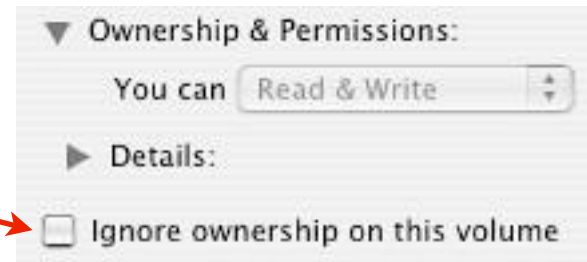 Ownership & Permissions:
You can Read & Write
Details:
Ignore ownership on this volume